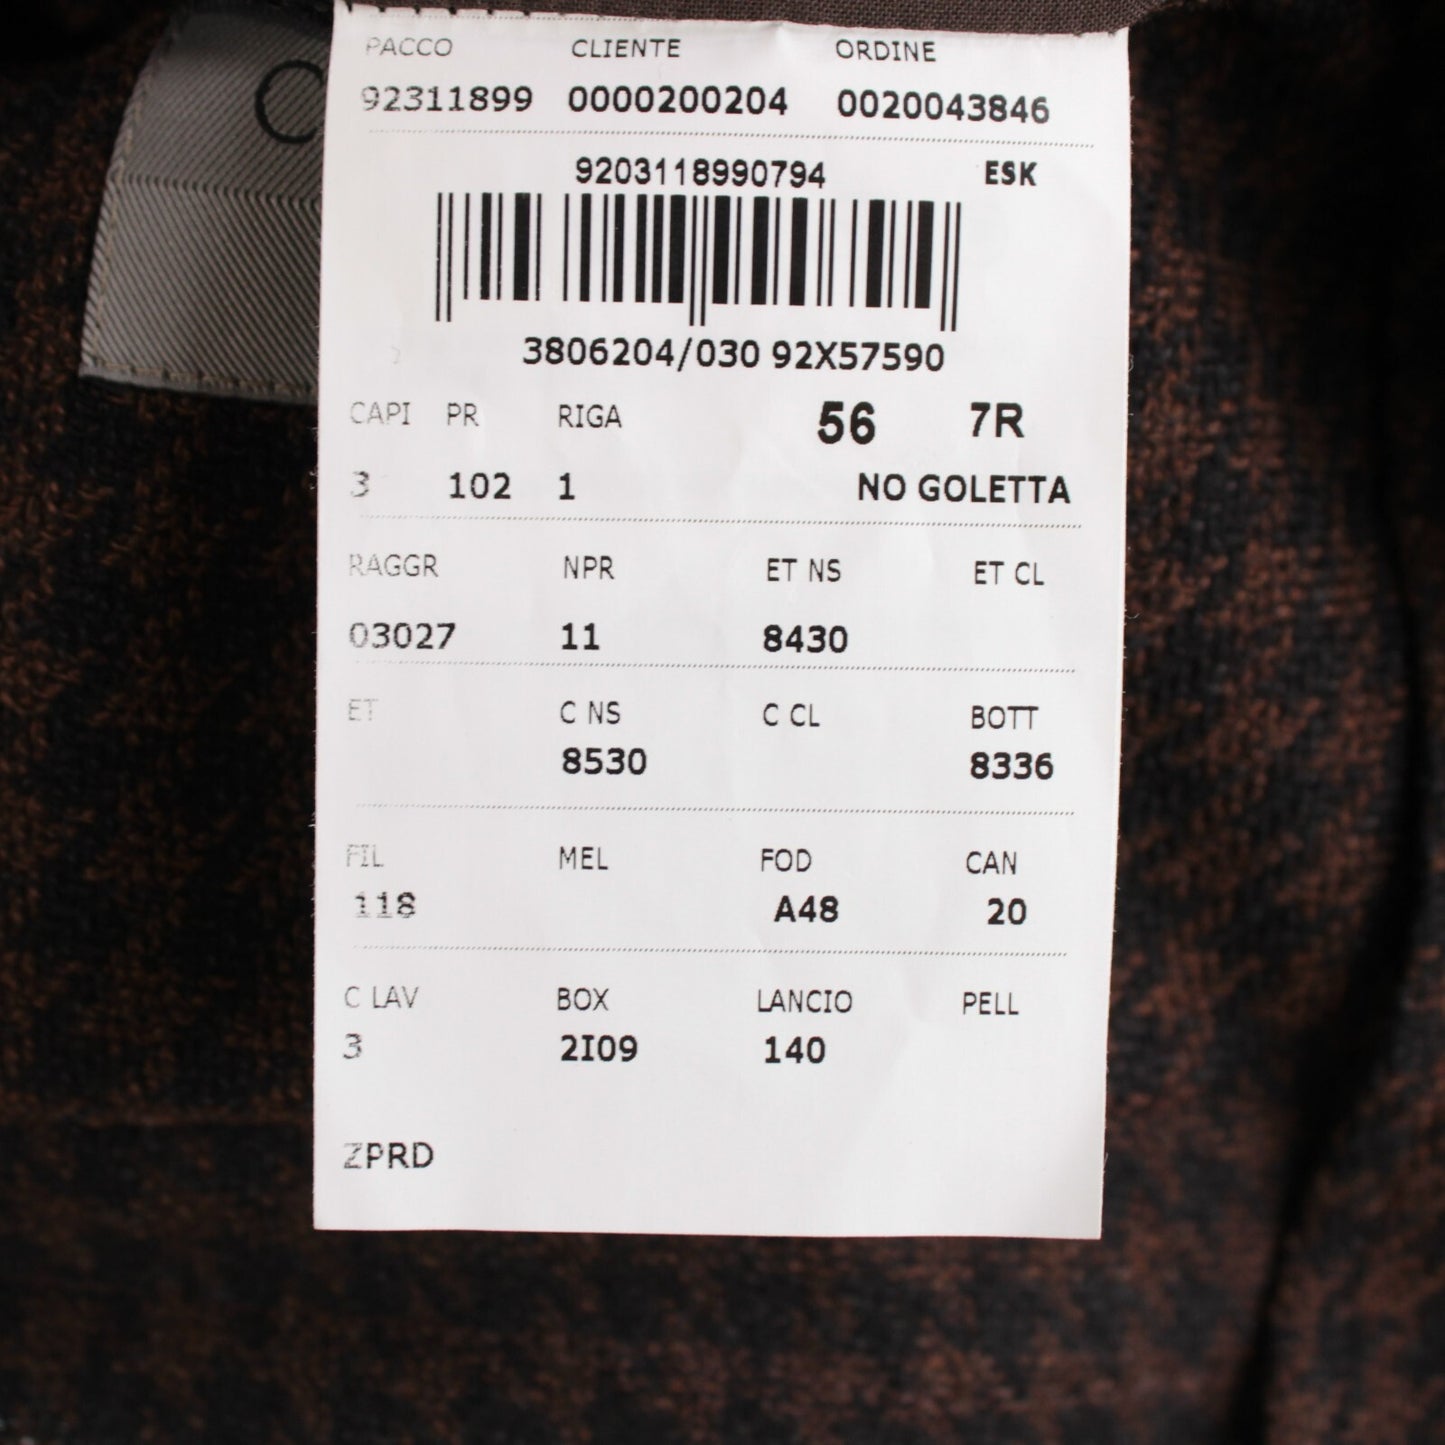 PACCO CLIENTE ORDINE
92311899 0000200204 0020043846
9203118990794 ESK
3806204/030 92X57590
CAPI PR RIGA 56 7R
3 102 1 NO GOLETTA
RAGGR NPR ET NS ET CL
03027 11 8430
ET C NS C CL BOTT
8530 8336
FIL MEL FOD CAN
118 A48 20
C LAV BOX LANCIO PELL
3 2I09 140
ZPRD